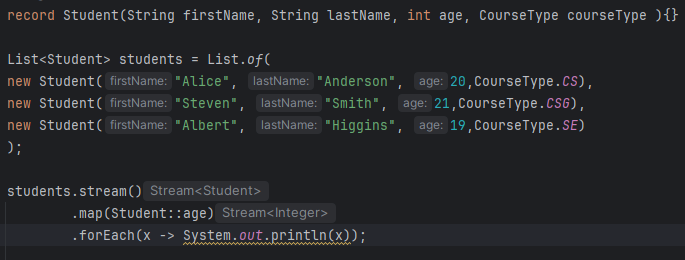 record Student(String firstName, String lastName, int age, CourseType courseType ){}
List<Student> students = List.of(
new Student( firstName: "Alice", lastName: "Anderson", age: 20,CourseType.CS),
new Student( firstName: "Steven", lastName: "Smith", age: 21,CourseType.CSG),
new Student( firstName: "Albert", lastName: "Higgins", age: 19,CourseType.SE)
);
students.stream() Stream<Student>
.map(Student::age) Stream<Integer>
.forEach(x -> System.out.println(x));